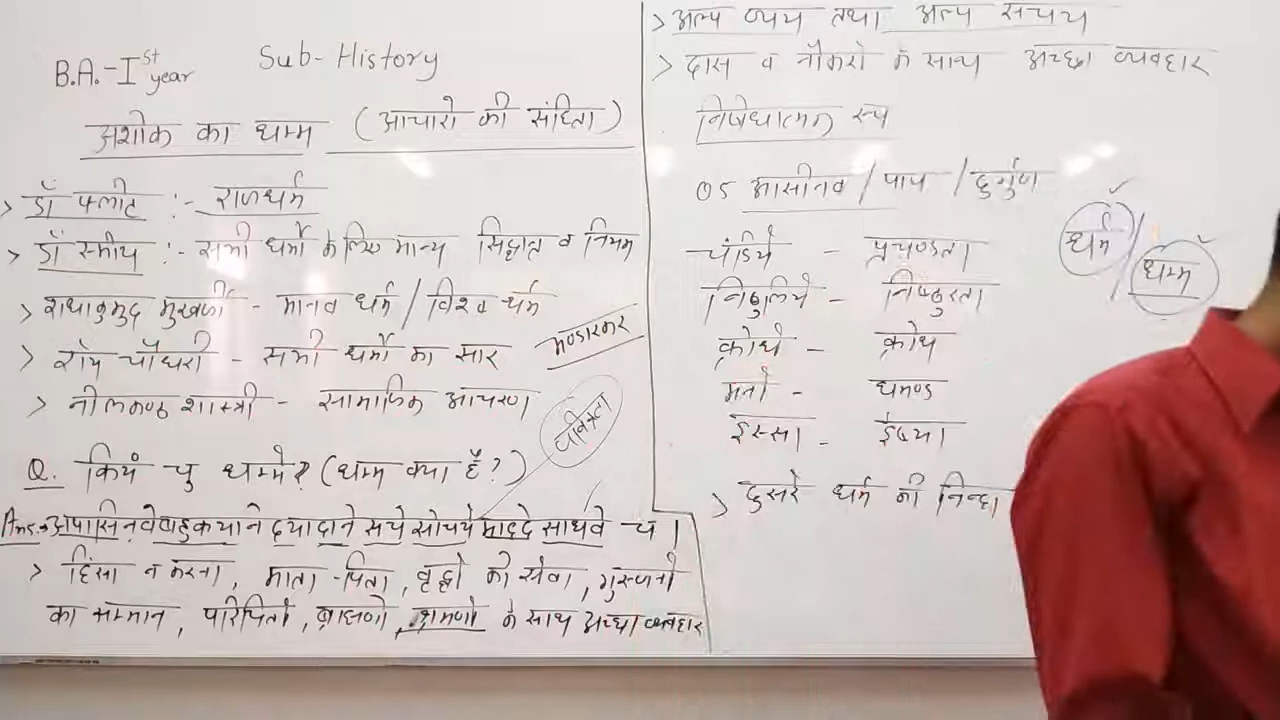 B.A.-Ist year
Sub-History
अशोक का धम्म (आचारो की संहिता)
> डॉ फ्लीट :- राजधर्म
> डॉ स्मीथ :- सभी धर्मो के लिए मान्य सिद्धांत व नियम
> राधाकुमुद मुखर्जी - मानव धर्म / विश्व धर्म
> रॉय चौधरी - सभी धर्मो का सार
भण्डारकर
> नीलकण्ठ शास्त्री - सामाजिक आचरण
पवित्रता
Q. कियं चु धम्मे? (धम्म क्या है?)
Ans.→ अपासिनवे बहुकयाने दयादाने सचे सोचये माद्दे साधवे च।
> हिंसा न करना, माता-पिता, वृद्धो की सेवा, गुरुजनो
का सम्मान, परिचितो, ब्राह्मणो, श्रामणो के साथ अच्छा व्यवहार
> अल्प व्यय तथा अल्प संचय
> दास व नौकरो के साथ अच्छा व्यवहार
निषेधात्मक रूप
05 आसीनव / पाप / दुर्गुण
चंडिये - प्रचण्डता
निठुलिये - निष्ठुरता
क्रोधे - क्रोध
मनो - घमण्ड
इस्सा - ईर्ष्या
> दुसरे धर्म की निन्दा
धर्म / धम्म